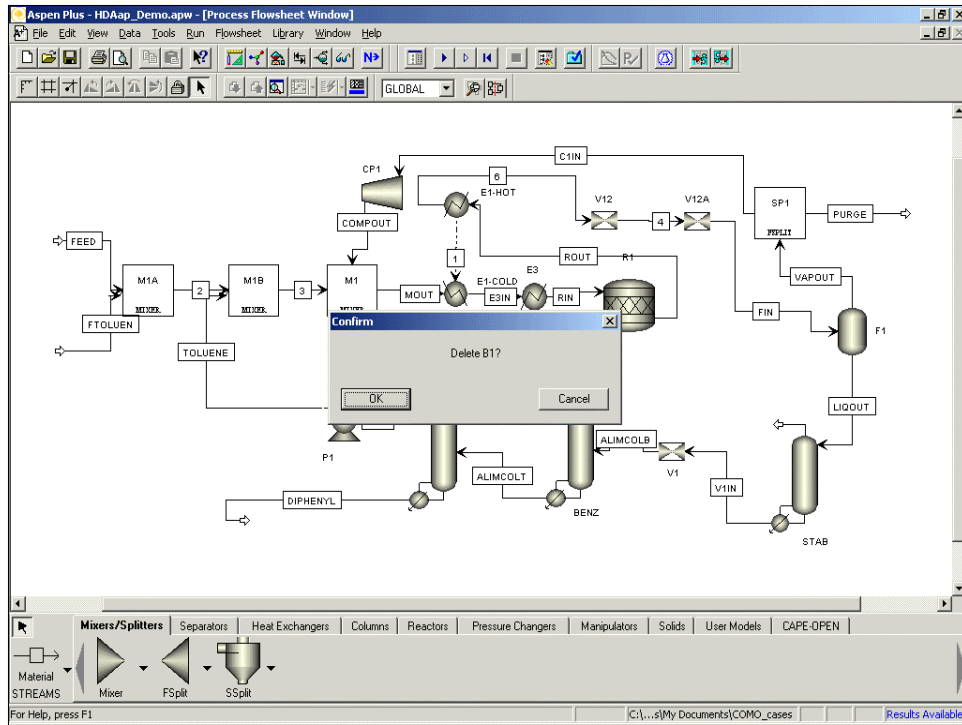 Aspen Plus - HDAap_Demo.apw - [Process Flowsheet Window]
File Edit View Data Tools Run Flowsheet Library Window Help
N>
GLOBAL
C1IN
CP1
6
E1-HOT
V12
V12A
SP1
FSPLIT
PURGE
COMPOUT
4
FEED
1
ROUT
R1
VAPOUT
M1A
MIXER
2
M1B
MIXER
3
M1
MIXER
MOUT
E1-COLD
E3IN
E3
RIN
FIN
F1
FTOLUEN
TOLUENE
Confirm
Delete B1?
OK Cancel
LIQOUT
P1
ALIMCOLB
V1
ALIMCOLT
V1IN
DIPHENYL
BENZ
STAB
Mixers/Splitters Separators Heat Exchangers Columns Reactors Pressure Changers Manipulators Solids User Models CAPE-OPEN
Material
STREAMS Mixer FSplit SSplit
For Help, press F1 C:\...s\My Documents\COMO_cases Results Available